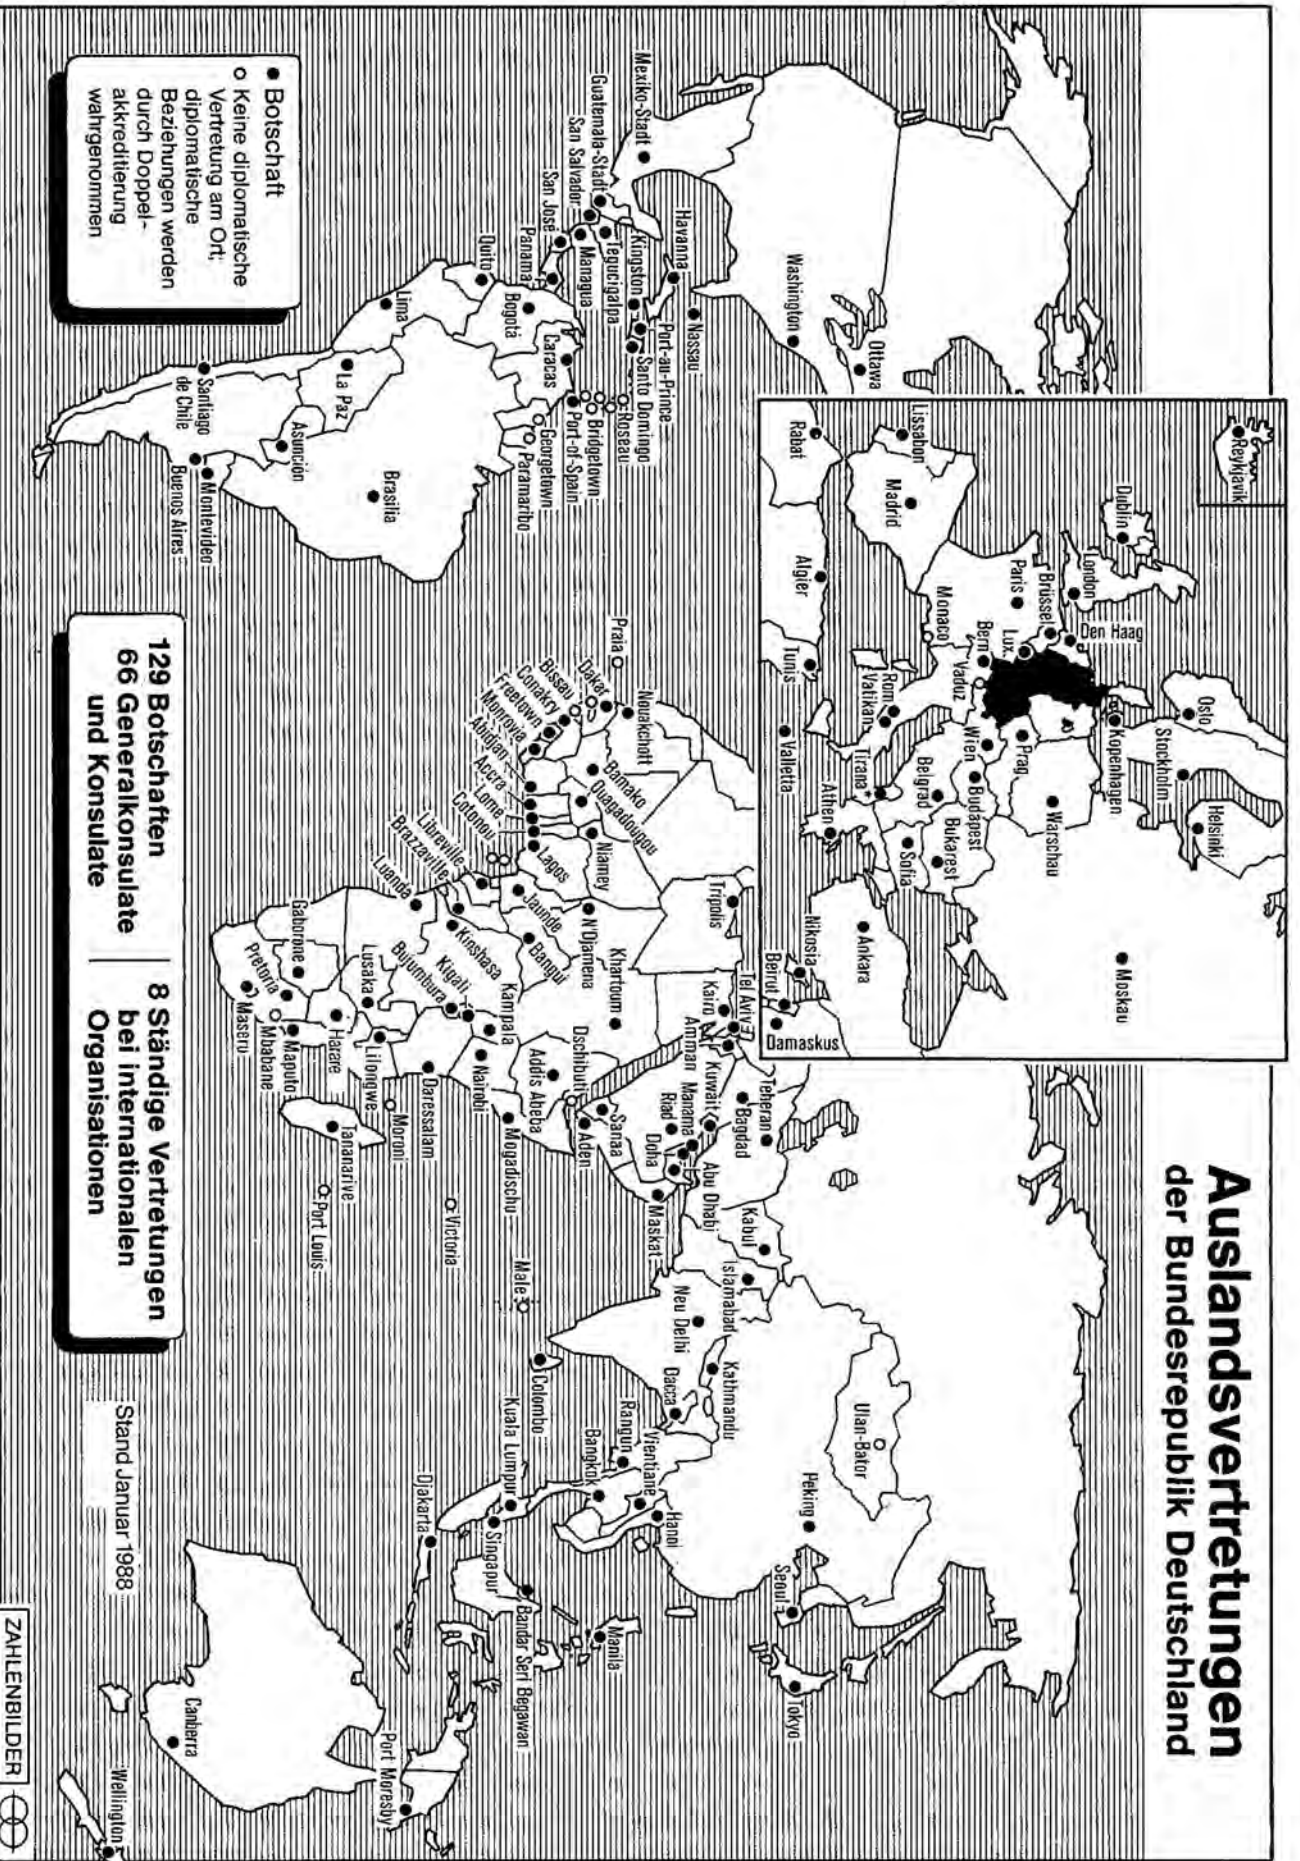 Auslandsvertretungen
der Bundesrepublik Deutschland
Reykjavik
Dublin
London
Den Haag
Brüssel
Lux.
Paris
Bern
Vaduz
Monaco
Lissabon
Madrid
Rabat
Algier
Tunis
Valletta
Rom
Vatikan
Tirana
Athen
Belgrad
Sofia
Bukarest
Budapest
Wien
Prag
Warschau
Kopenhagen
Oslo
Stockholm
Helsinki
Moskau
Ankara
Nikosia
Beirut
Damaskus
Ottawa
Washington
Mexiko-Stadt
Guatemala-Stadt
San Salvador
San José
Panama
Havanna
Nassau
Kingston
Tegucigalpa
Managua
Port-au-Prince
Santo Domingo
Roseau
Bridgetown
Port-of-Spain
Georgetown
Paramaribo
Caracas
Bogotá
Quito
Lima
La Paz
Brasilia
Asunción
Santiago
de Chile
Montevideo
Buenos Aires
Praia
Nouakchott
Dakar
Bissau
Conakry
Freetown
Monrovia
Abidjan
Accra
Lome
Cotonou
Libreville
Brazzaville
Luanda
Bamako
Ouagadougou
Niamey
Lagos
Jaunde
N'Djamena
Bangui
Kinshasa
Tripolis
Khartoum
Kigali
Bujumbura
Kampala
Lusaka
Gaborone
Pretoria
Maseru
Mbabane
Maputo
Harare
Lilongwe
Moroni
Daressalam
Nairobi
Addis Abeba
Dschibuti
Mogadischu
Tananarive
Port Louis
Victoria
Tel Aviv
Kairo
Amman
Kuwait
Manama
Riad
Doha
Sanaa
Aden
Teheran
Bagdad
Abu Dhabi
Maskat
Kabul
Islamabad
Neu Delhi
Kathmandu
Dacca
Male
Colombo
Rangun
Vientiane
Bangkok
Hanoi
Kuala Lumpur
Singapur
Djakarta
Bandar Seri Begawan
Manila
Ulan-Bator
Peking
Seoul
Tokyo
Port Moresby
Canberra
Wellington
● Botschaft
○ Keine diplomatische
Vertretung am Ort;
diplomatische
Beziehungen werden
durch Doppel-
akkreditierung
wahrgenommen
129 Botschaften
66 Generalkonsulate
und Konsulate
8 Ständige Vertretungen
bei internationalen
Organisationen
Stand Januar 1988
ZAHLENBILDER